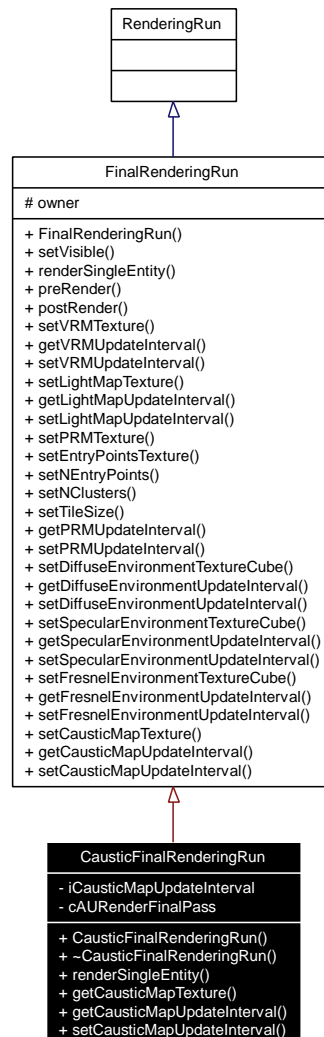 RenderingRun
FinalRenderingRun
# owner
+ FinalRenderingRun()
+ setVisible()
+ renderSingleEntity()
+ preRender()
+ postRender()
+ setVRMTexture()
+ getVRMUpdateInterval()
+ setVRMUpdateInterval()
+ setLightMapTexture()
+ getLightMapUpdateInterval()
+ setLightMapUpdateInterval()
+ setPRMTexture()
+ setEntryPointsTexture()
+ setNEntryPoints()
+ setNClusters()
+ setTileSize()
+ getPRMUpdateInterval()
+ setPRMUpdateInterval()
+ setDiffuseEnvironmentTextureCube()
+ getDiffuseEnvironmentUpdateInterval()
+ setDiffuseEnvironmentUpdateInterval()
+ setSpecularEnvironmentTextureCube()
+ getSpecularEnvironmentUpdateInterval()
+ setSpecularEnvironmentUpdateInterval()
+ setFresnelEnvironmentTextureCube()
+ getFresnelEnvironmentUpdateInterval()
+ setFresnelEnvironmentUpdateInterval()
+ setCausticMapTexture()
+ getCausticMapUpdateInterval()
+ setCausticMapUpdateInterval()
CausticFinalRenderingRun
- iCausticMapUpdateInterval
- cAURenderFinalPass
+ CausticFinalRenderingRun()
+ ~CausticFinalRenderingRun()
+ renderSingleEntity()
+ getCausticMapTexture()
+ getCausticMapUpdateInterval()
+ setCausticMapUpdateInterval()